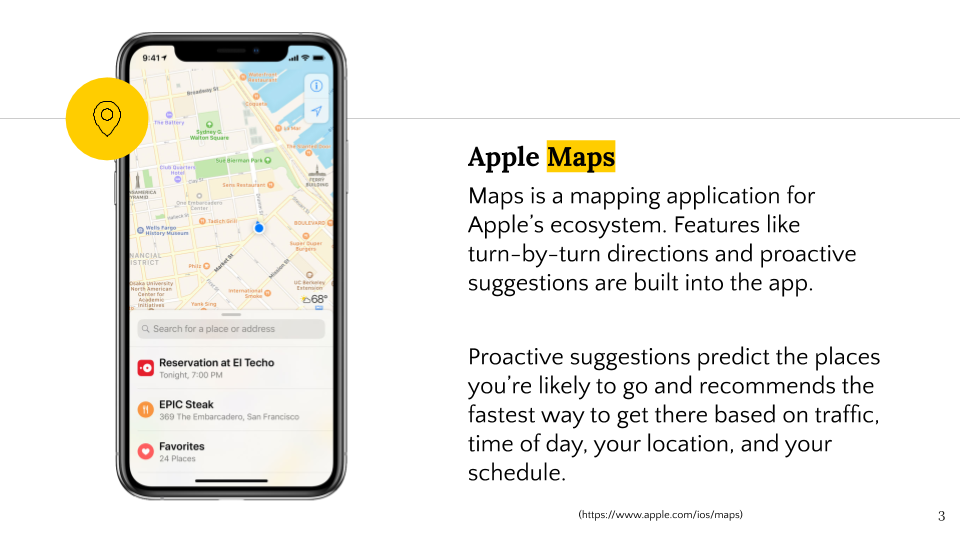 9:41
Broadway St
The Battery
Sydney G
Walton Square
Sue Bierman Park
Club Quarters
Hotel
FERRY
BUILDING
Sens Restaurant
One Embarcadero
Center
Tadich Grill
BOULEVARD
Wells Fargo
History Museum
Super Duper
Burgers
Market St
Mission St
Osaka University
North American
Center for
Academic
Initiatives
UC Berkeley
Extension
International
Smoke
Yank Sing
68°
Search for a place or address
Reservation at El Techo
Tonight, 7:00 PM
EPIC Steak
369 The Embarcadero, San Francisco
Favorites
24 Places
Apple Maps
Maps is a mapping application for
Apple’s ecosystem. Features like
turn-by-turn directions and proactive
suggestions are built into the app.
Proactive suggestions predict the places
you’re likely to go and recommends the
fastest way to get there based on traffic,
time of day, your location, and your
schedule.
(https://www.apple.com/ios/maps)
3